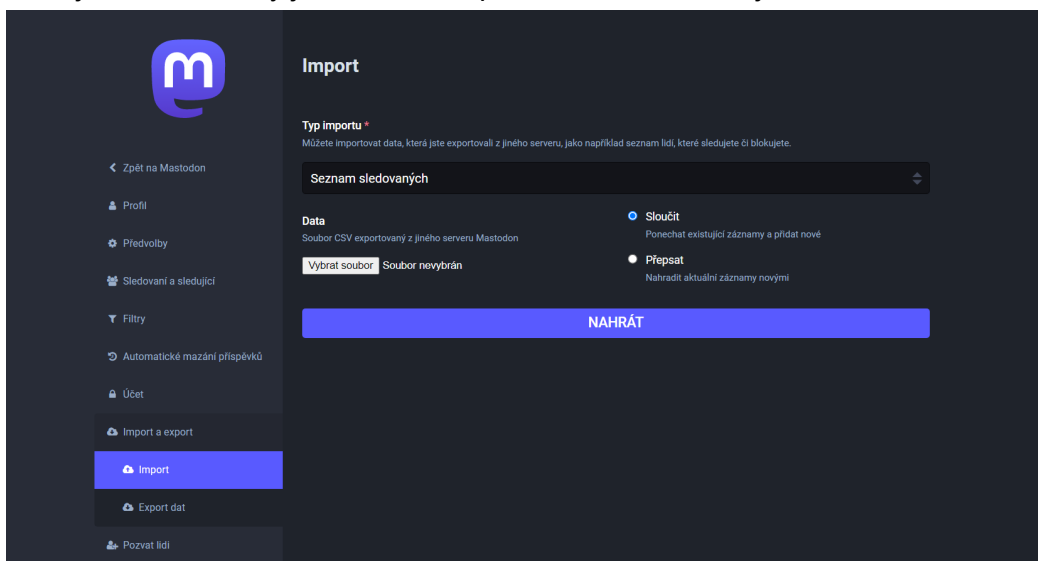 Import
Typ importu *
Můžete importovat data, která jste exportovali z jiného serveru, jako například seznam lidí, které sledujete či blokujete.
Seznam sledovaných
Data
Soubor CSV exportovaný z jiného serveru Mastodon
Vybrat soubor Soubor nevybrán
Sloučit
Ponechat existující záznamy a přidat nové
Přepsat
Nahradit aktuální záznamy novými
NAHRÁT
Zpět na Mastodon
Profil
Předvolby
Sledovaní a sledující
Filtry
Automatické mazání příspěvků
Účet
Import a export
Import
Export dat
Pozvat lidi